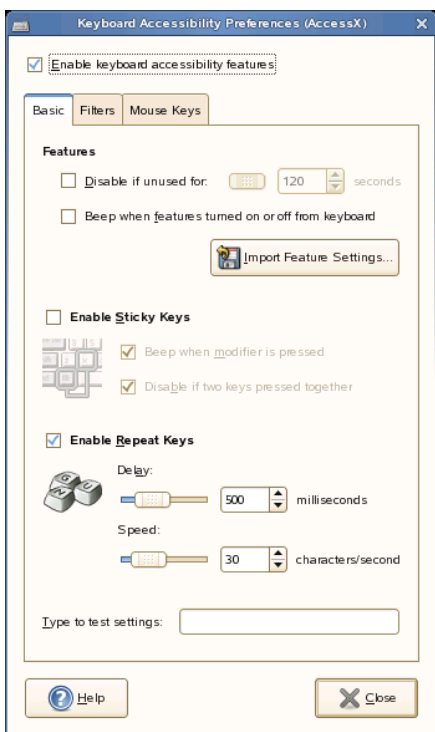 Keyboard Accessibility Preferences (AccessX)
Enable keyboard accessibility features
Basic Filters Mouse Keys
Features
Disable if unused for: 120 seconds
Beep when features turned on or off from keyboard
Import Feature Settings...
Enable Sticky Keys
Beep when modifier is pressed
Disable if two keys pressed together
Enable Repeat Keys
Delay:
G U N
500 milliseconds
Speed:
30 characters/second
Type to test settings:
Help Close